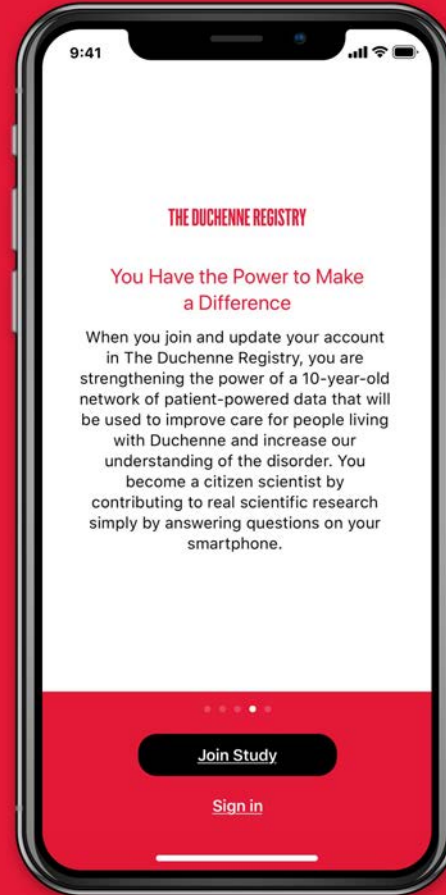 9:41
THE DUCHENNE REGISTRY
You Have the Power to Make
a Difference
When you join and update your account
in The Duchenne Registry, you are
strengthening the power of a 10-year-old
network of patient-powered data that will
be used to improve care for people living
with Duchenne and increase our
understanding of the disorder. You
become a citizen scientist by
contributing to real scientific research
simply by answering questions on your
smartphone.
Join Study
Sign in